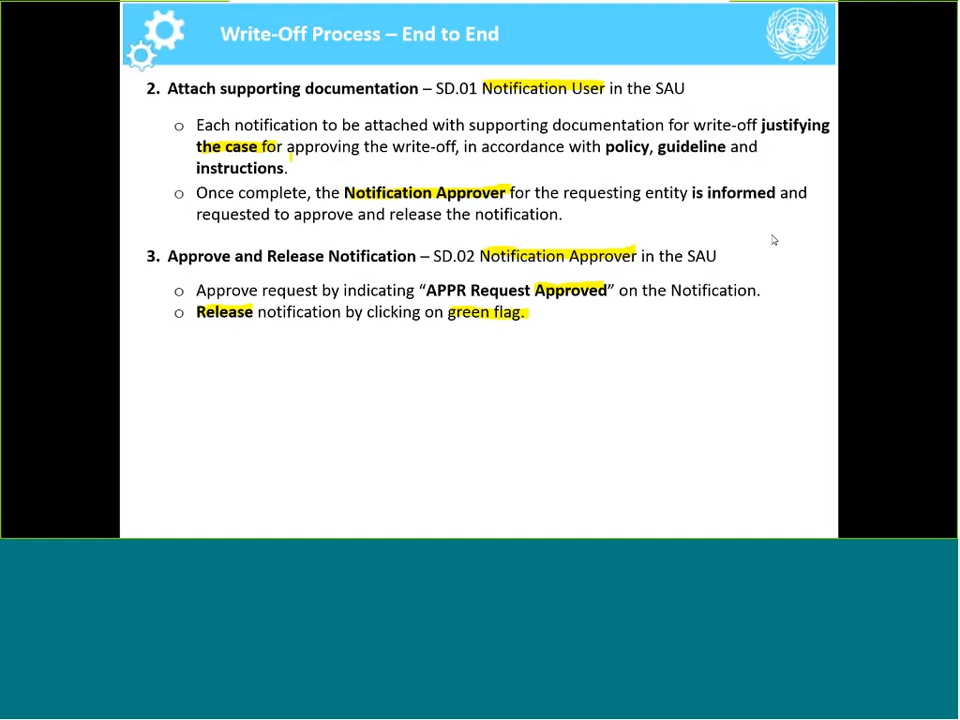 Write-Off Process – End to End
2. Attach supporting documentation – SD.01 Notification User in the SAU
o Each notification to be attached with supporting documentation for write-off justifying
the case for approving the write-off, in accordance with policy, guideline and
instructions.
o Once complete, the Notification Approver for the requesting entity is informed and
requested to approve and release the notification.
3. Approve and Release Notification – SD.02 Notification Approver in the SAU
o Approve request by indicating “APPR Request Approved” on the Notification.
o Release notification by clicking on green flag.